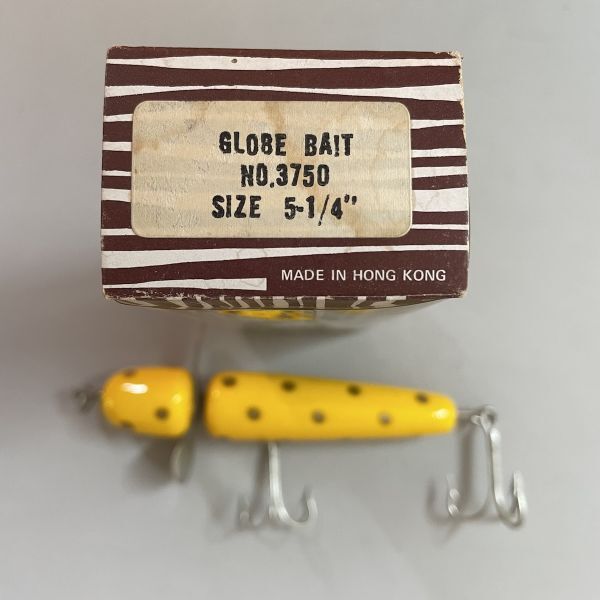 GLOBE BAIT
NO.3750
SIZE 5-1/4"
MADE IN HONG KONG